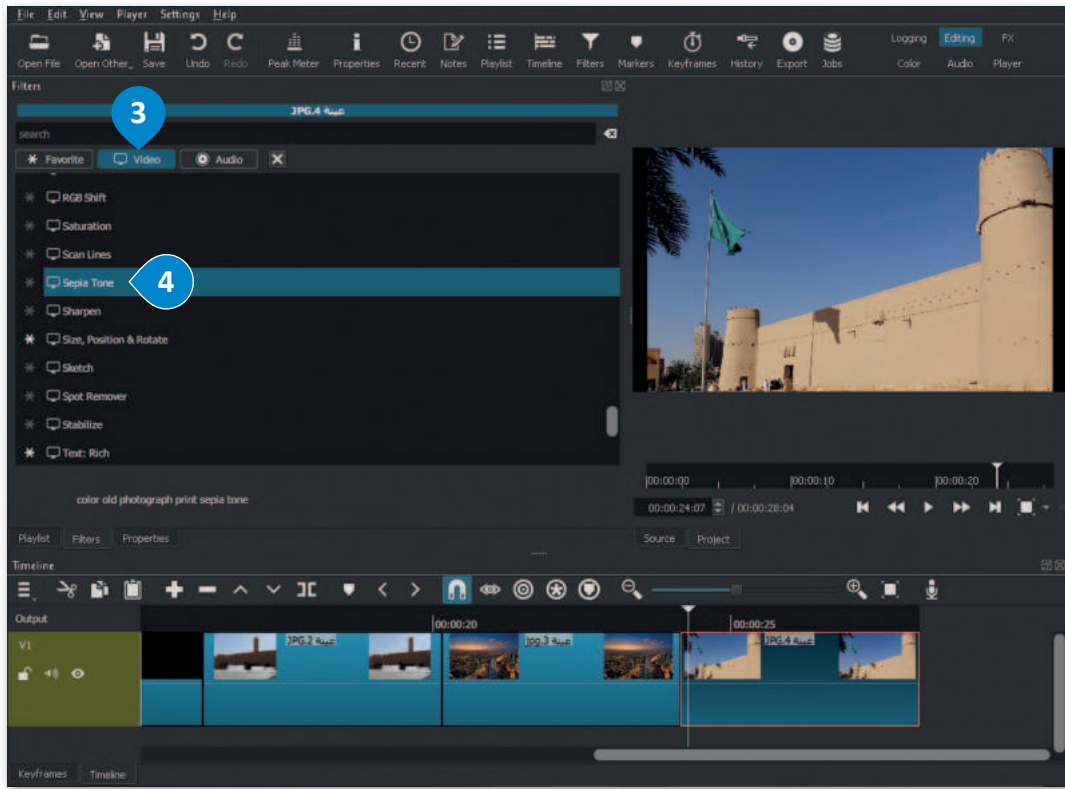 File Edit View Player Settings Help
Open File Open Other... Save Undo Redo Peak Meter Properties Recent Notes Playlist Timeline Filters Markers Keyframes History Export Jobs
Logging Editing FX
Color Audio Player
Filters
عينة 4.JPG
3
search
Favorite Video Audio
RGB Shift
Saturation
Scan Lines
Sepia Tone
4
Sharpen
Size, Position & Rotate
Sketch
Spot Remover
Stabilize
Text: Rich
color old photograph print sepia tone
00:00:00 00:00:10 00:00:20
00:00:24:07 / 00:00:28:04
Playlist Filters Properties
Source Project
Timeline
Output
00:00:20 00:00:25
V1
عينة 2.JPG عينة 3.jpg عينة 4.JPG
Keyframes Timeline